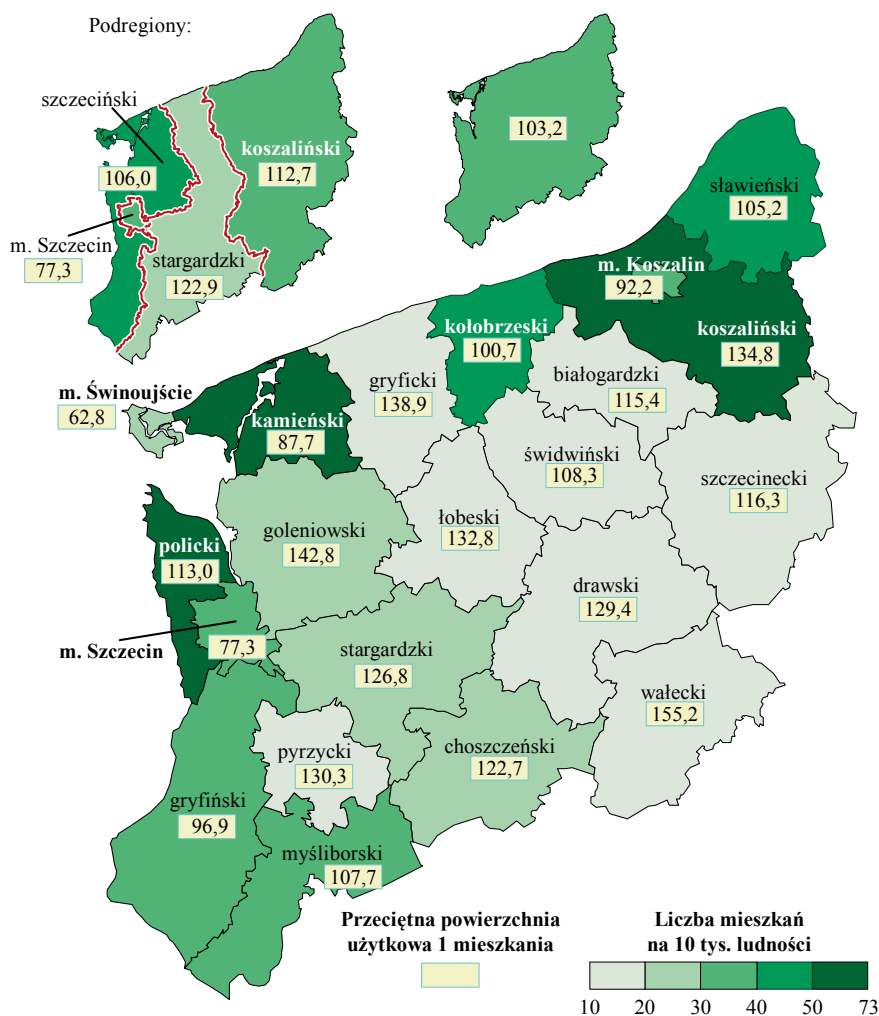 Podregiony:
szczeciński
106,0
koszaliński
112,7
m. Szczecin
77,3
stargardzki
122,9
103,2
sławieński
105,2
m. Koszalin
92,2
koszaliński
134,8
kołobrzeski
100,7
białogardzki
115,4
gryficki
138,9
m. Świnoujście
62,8
kamieński
87,7
świdwiński
108,3
szczecinecki
116,3
łobeski
132,8
goleniowski
142,8
policki
113,0
drawski
129,4
m. Szczecin
77,3
stargardzki
126,8
wałecki
155,2
choszczeński
122,7
pyrzycki
130,3
gryfiński
96,9
myśliborski
107,7
Przeciętna powierzchnia
użytkowa 1 mieszkania
Liczba mieszkań
na 10 tys. ludności
10 20 30 40 50 73